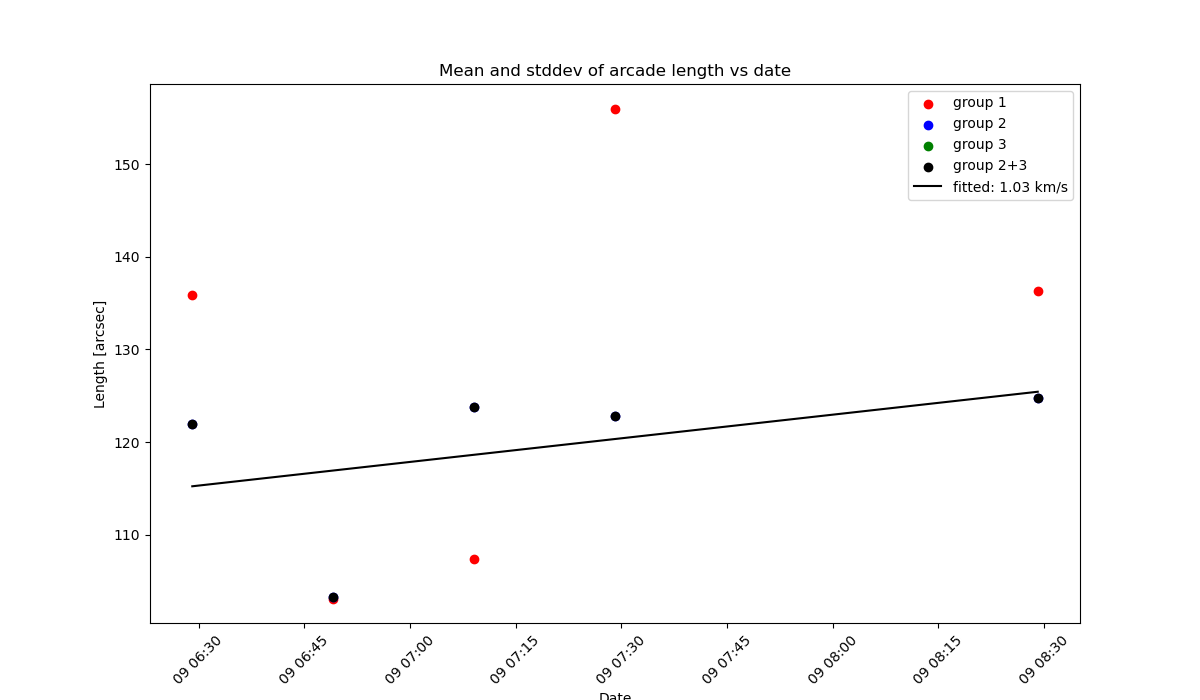 Mean and stddev of arcade length vs date
group 1
group 2
group 3
group 2+3
fitted: 1.03 km/s
150
140
130
120
110
Length [arcsec]
09 06:30
09 06:45
09 07:00
09 07:15
09 07:30
09 07:45
09 08:00
09 08:15
09 08:30
Date